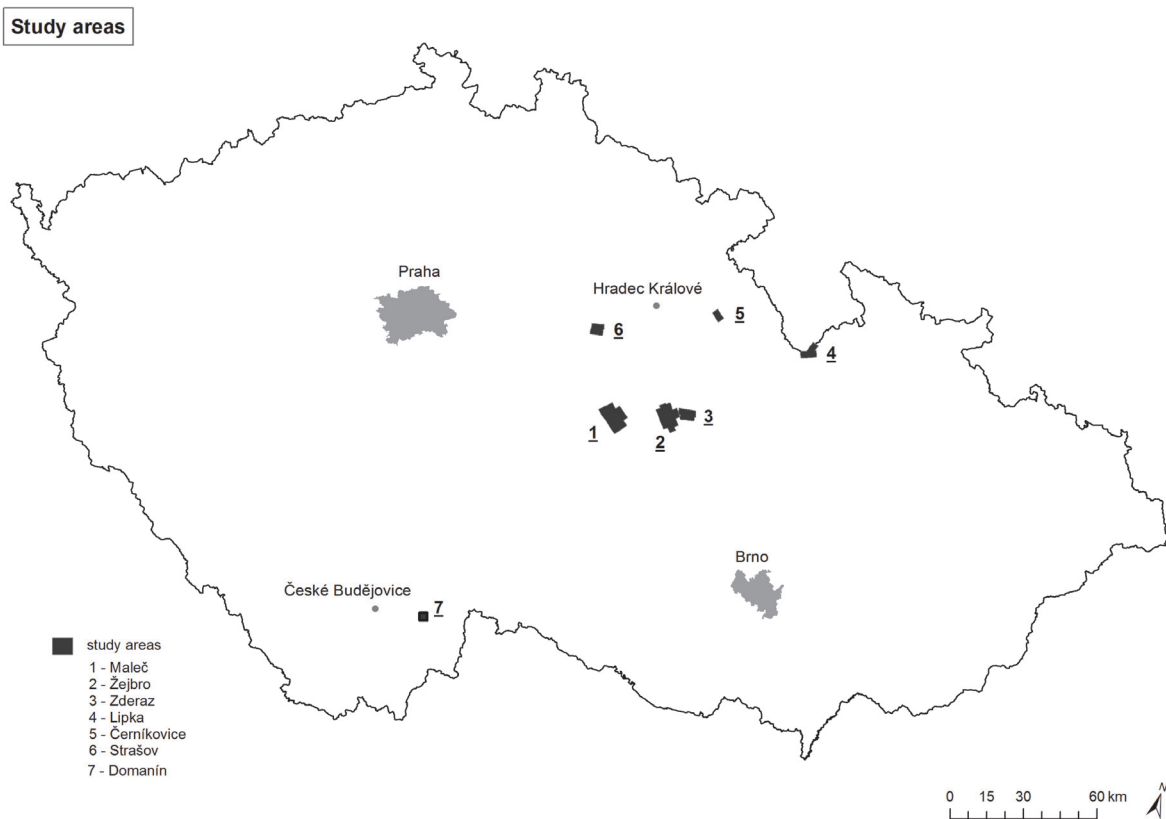 Study areas
Praha
Hradec Králové
5
6
4
1
2
3
Brno
České Budějovice
7
study areas
1 - Maleč
2 - Žejbro
3 - Zderaz
4 - Lipka
5 - Černíkovice
6 - Strašov
7 - Domanín
0 15 30 60 km
N